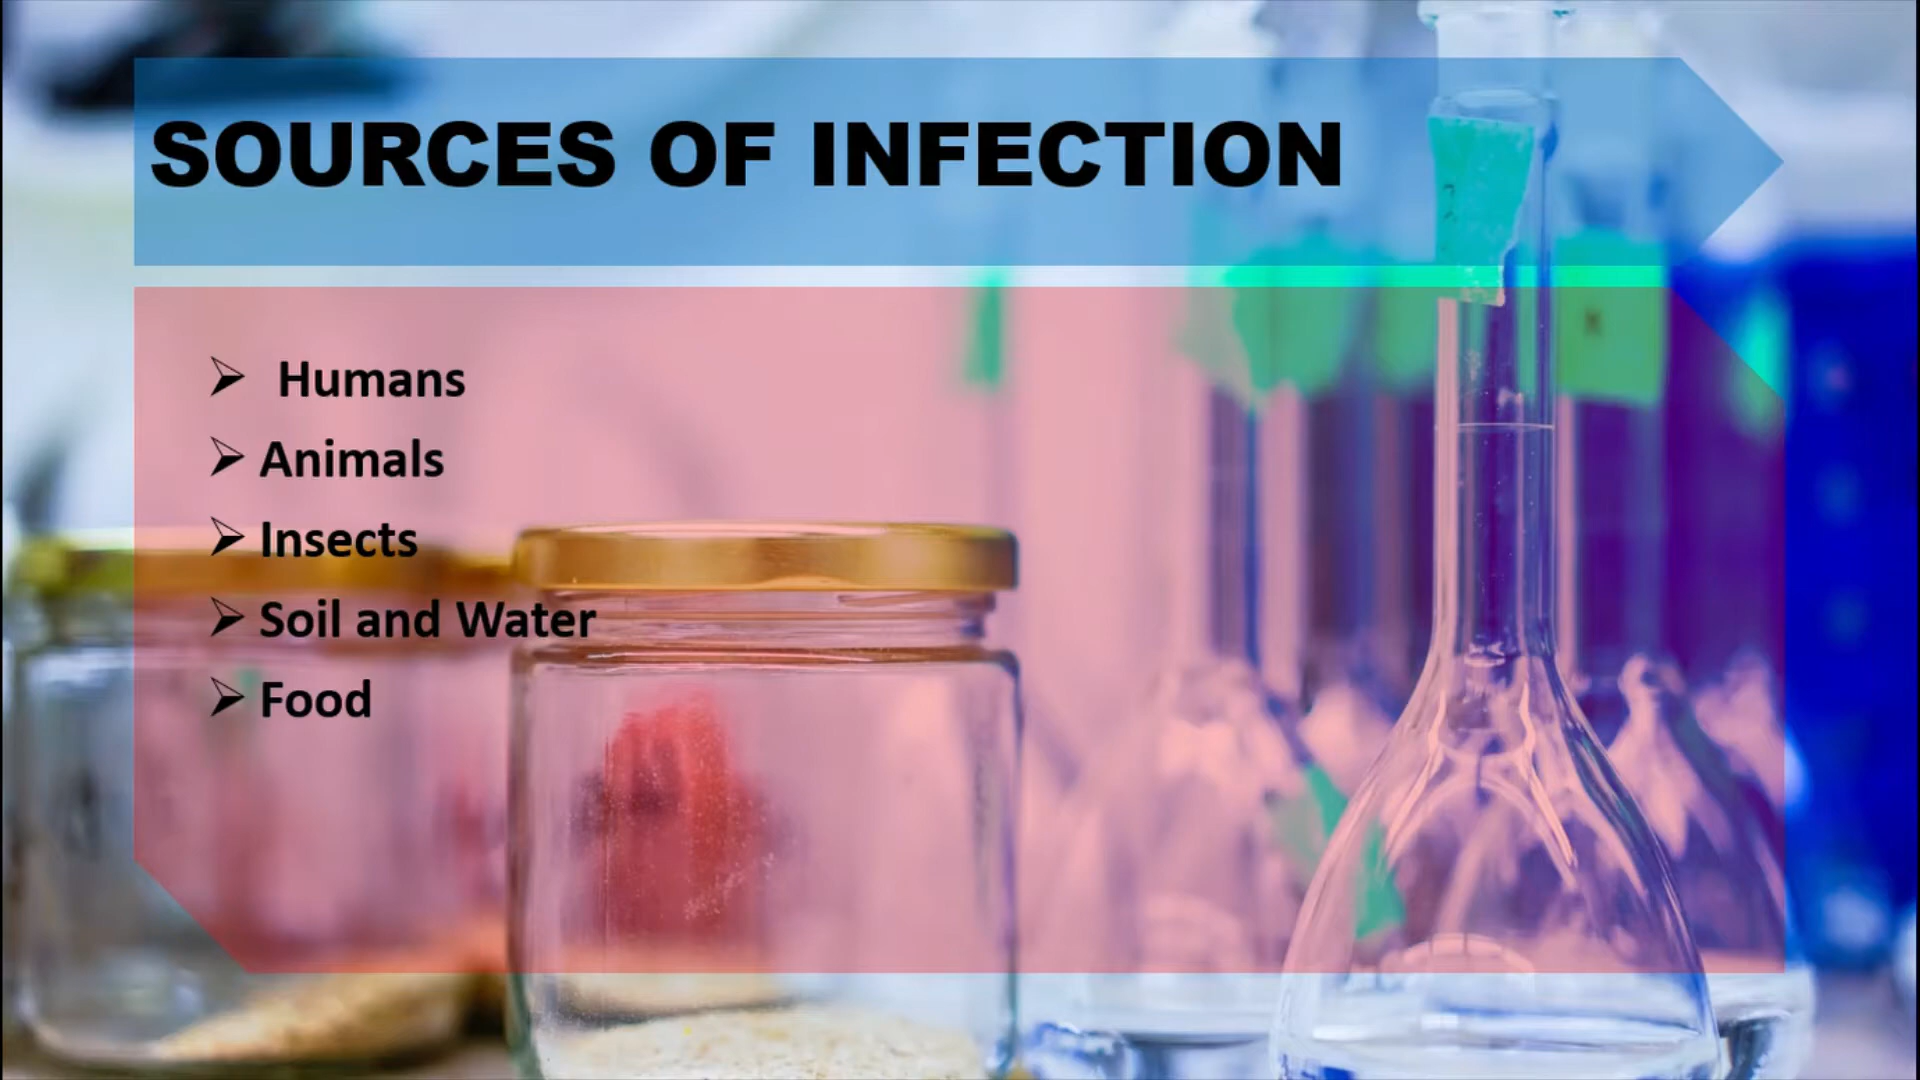 SOURCES OF INFECTION
➢ Humans
➢ Animals
➢ Insects
➢ Soil and Water
➢ Food